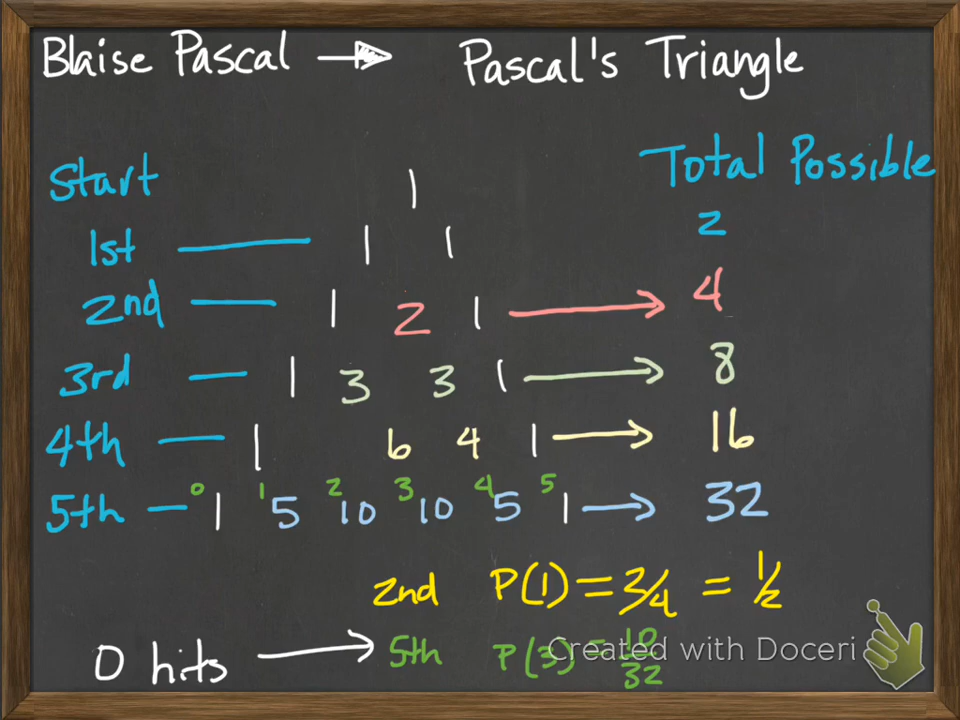 Blaise Pascal → Pascal's Triangle
Total Possible
Start 1
2
1st — 1 1
2nd — 1 2 1 → 4
3rd — 1 3 3 1 → 8
4th — 1 6 4 1 → 16
0 1 2 3 4 5
5th — 1 5 10 10 5 1 → 32
2nd P(1) = 2/4 = 1/2
0 hits → 5th P(3) = 10/32
Created with Doceri